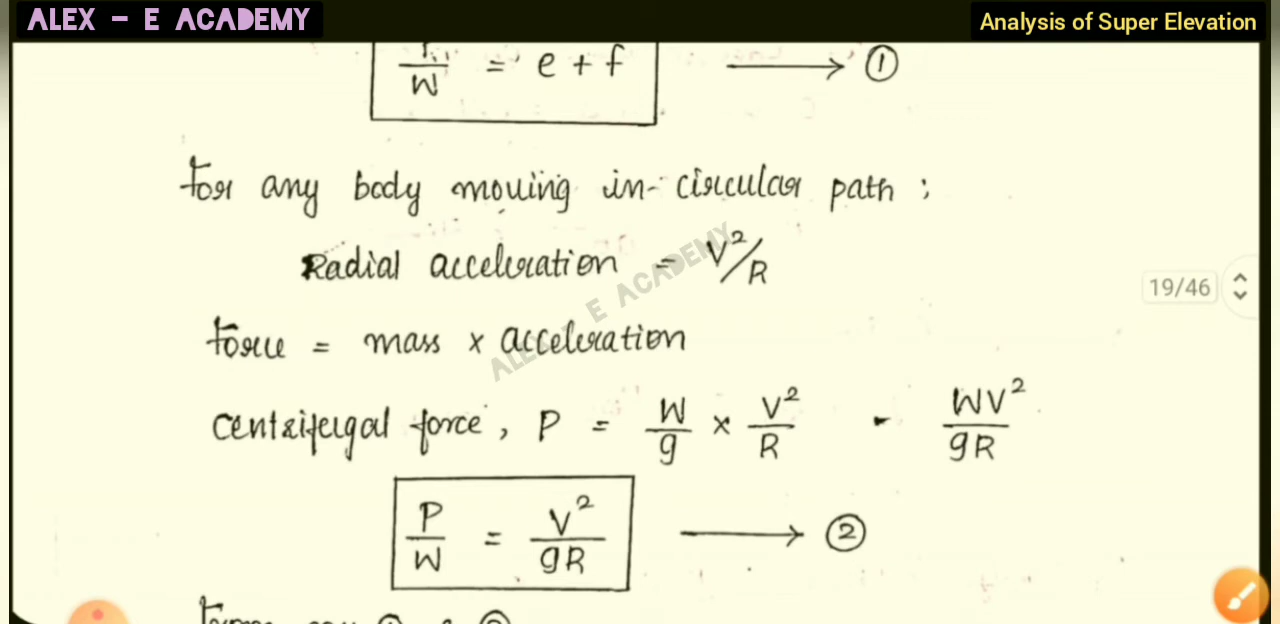 ALEX – E ACADEMY
Analysis of Super Elevation
W = e + f ⟶ ①
For any body moving in- circular path ;
Radial acceleration = V²/R
19/46
Force = mass x acceleration
ALEX - E ACADEMY
Centrifugal force, P = W/g x V²/R - WV²/gR
P/W = V²/gR ⟶ ②